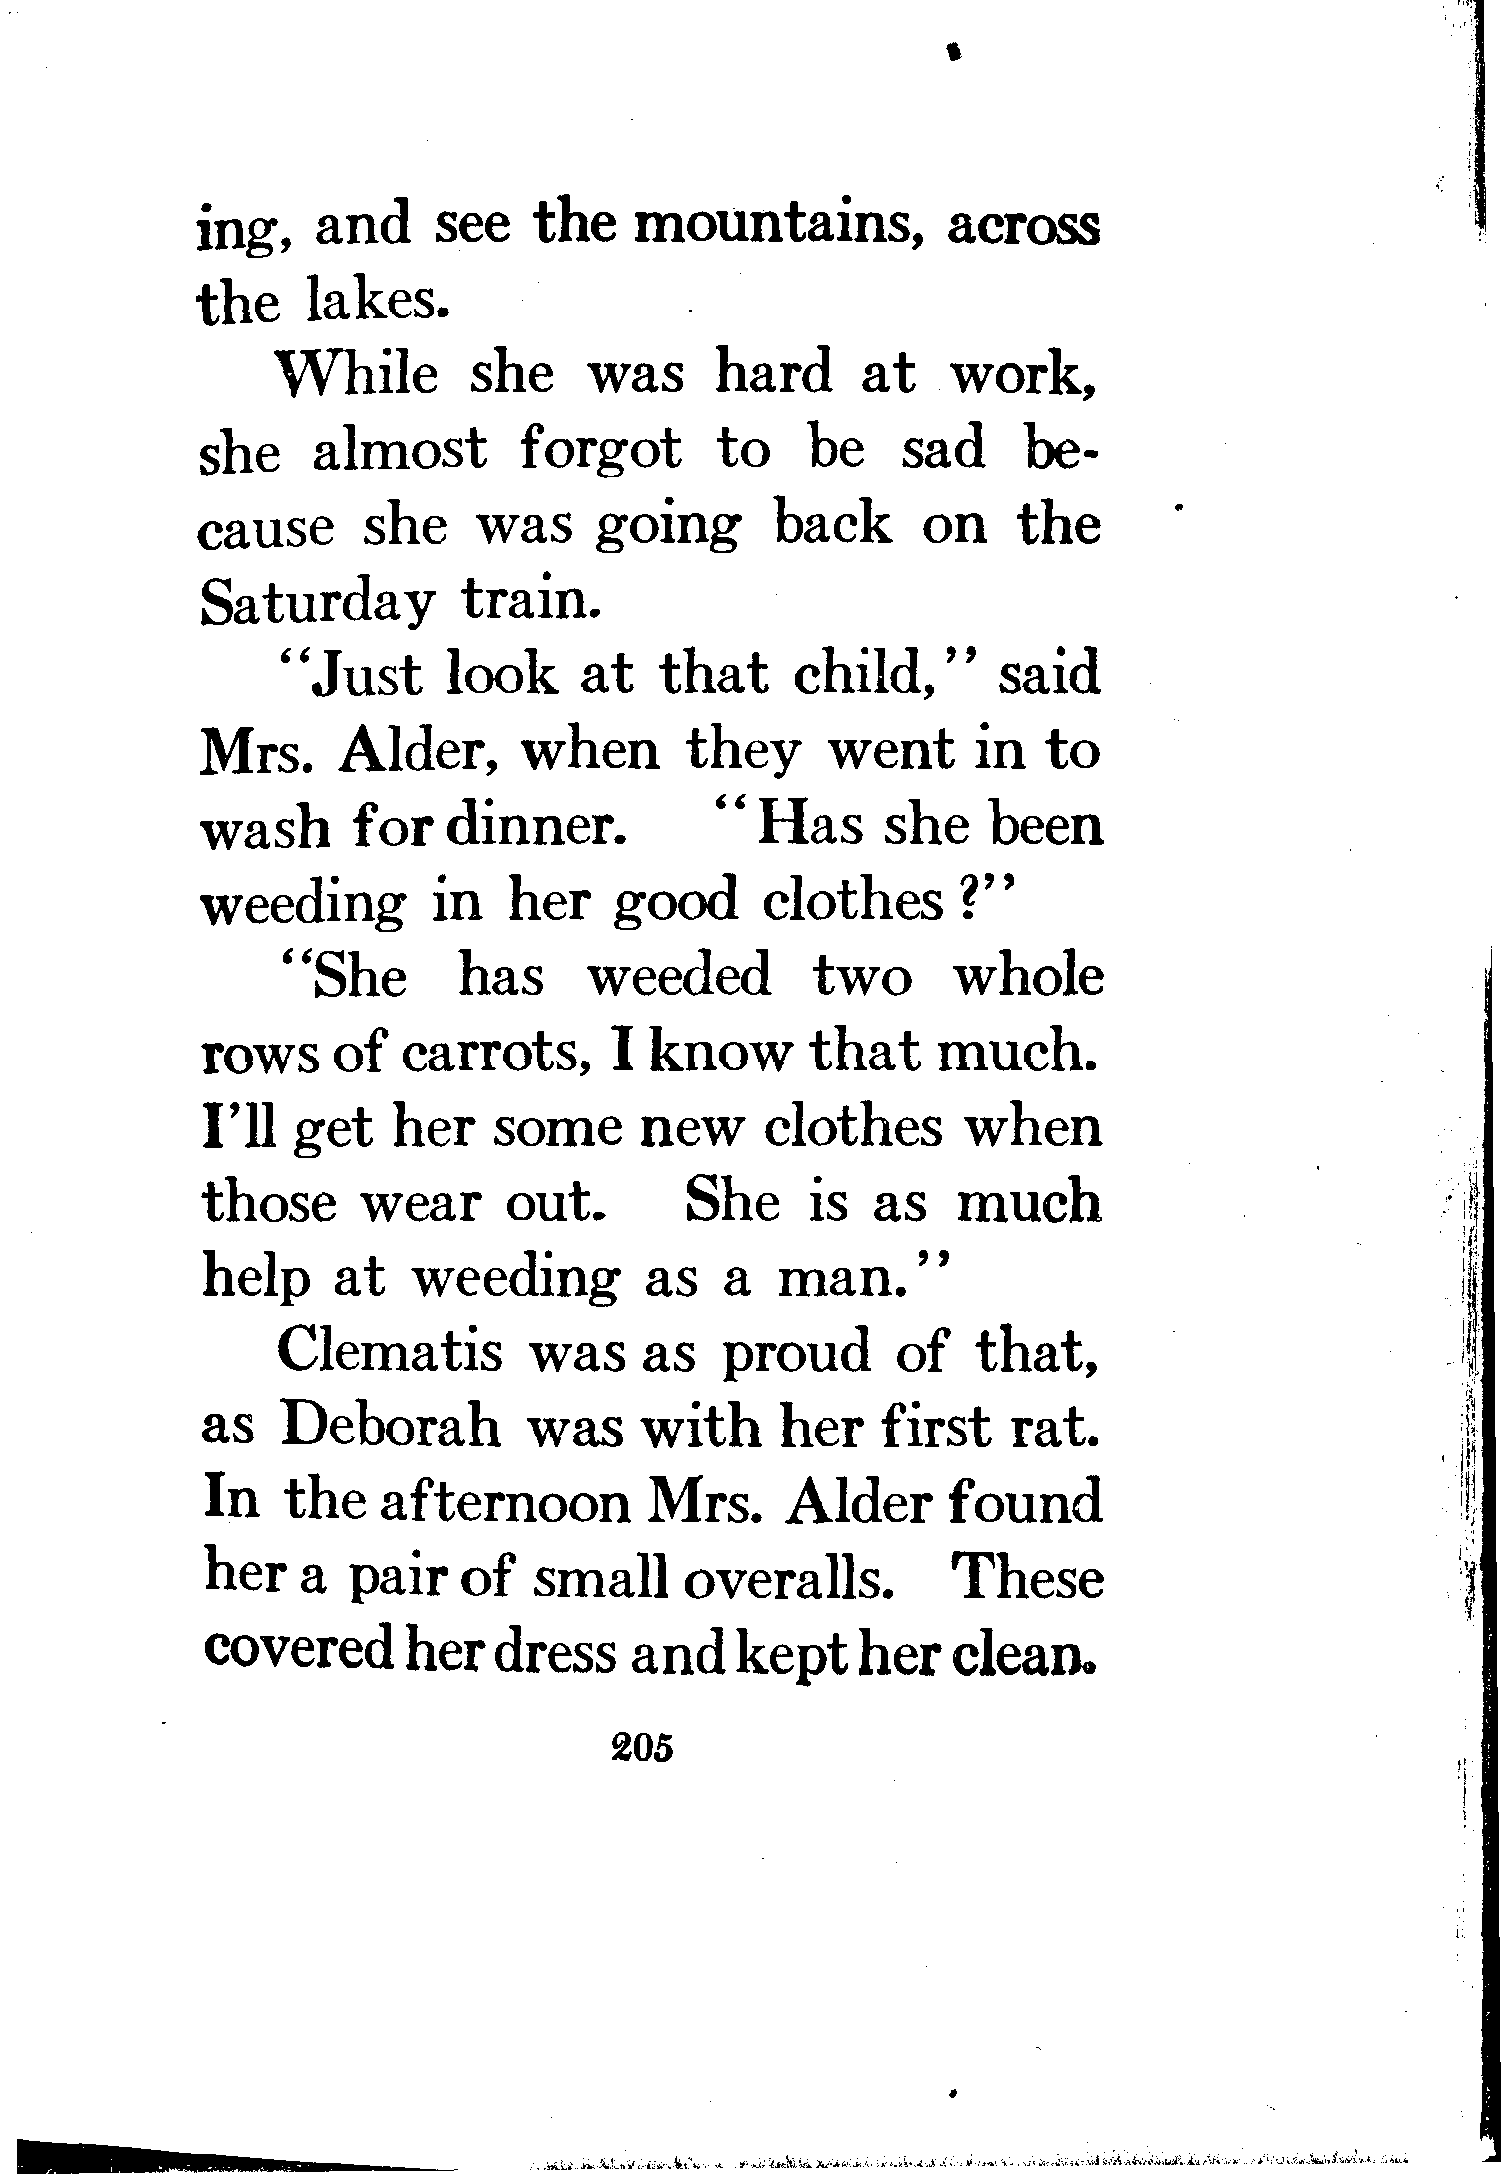 ing, and see the mountains, across
the lakes.
While she was hard at work,
she almost forgot to be sad be-
cause she was going back on the
Saturday train.
"Just look at that child," said
Mrs. Alder, when they went in to
wash for dinner. "Has she been
weeding in her good clothes?"
"She has weeded two whole
rows of carrots, I know that much.
I'll get her some new clothes when
those wear out. She is as much
help at weeding as a man."
Clematis was as proud of that,
as Deborah was with her first rat.
In the afternoon Mrs. Alder found
her a pair of small overalls. These
covered her dress and kept her clean.
205